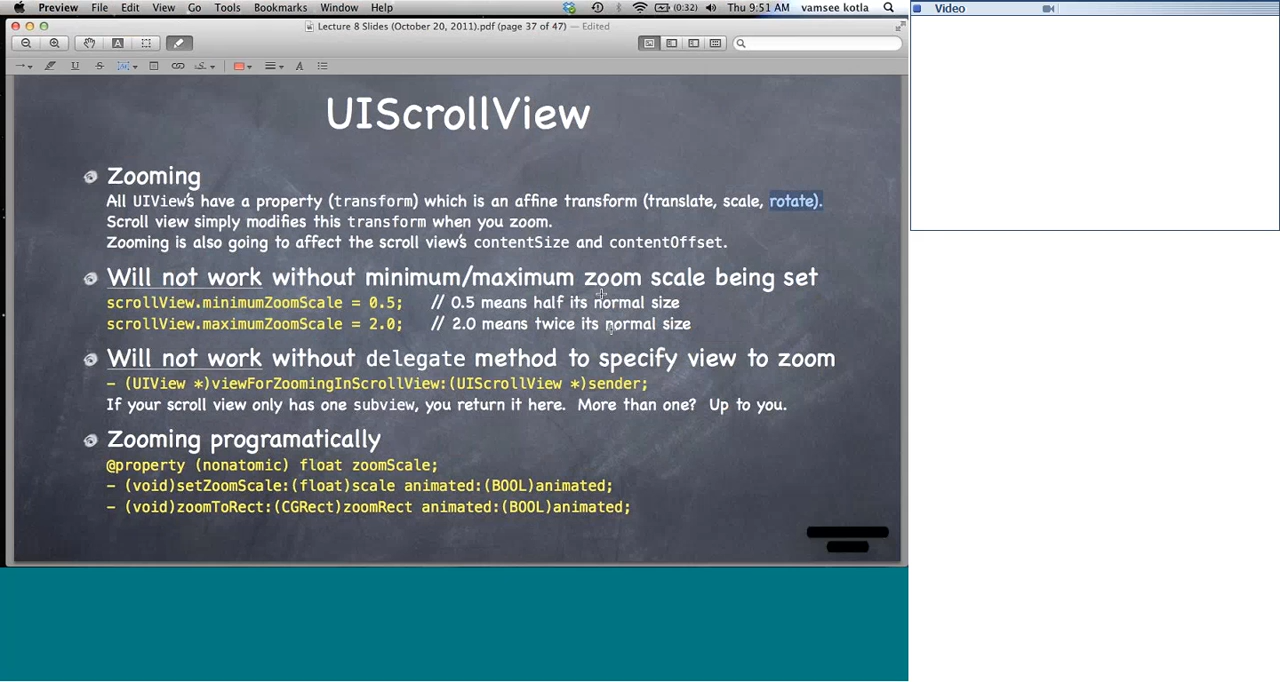 Preview File Edit View Go Tools Bookmarks Window Help (0:32) Thu 9:51 AM vamsee kotla
Video
Lecture 8 Slides (October 20, 2011).pdf (page 37 of 47) — Edited
UIScrollView
Zooming
All UIView's have a property (transform) which is an affine transform (translate, scale, rotate).
Scroll view simply modifies this transform when you zoom.
Zooming is also going to affect the scroll view's contentSize and contentOffset.
Will not work without minimum/maximum zoom scale being set
scrollView.minimumZoomScale = 0.5; // 0.5 means half its normal size
scrollView.maximumZoomScale = 2.0; // 2.0 means twice its normal size
Will not work without delegate method to specify view to zoom
- (UIView *)viewForZoomingInScrollView:(UIScrollView *)sender;
If your scroll view only has one subview, you return it here. More than one? Up to you.
Zooming programatically
@property (nonatomic) float zoomScale;
- (void)setZoomScale:(float)scale animated:(BOOL)animated;
- (void)zoomToRect:(CGRect)zoomRect animated:(BOOL)animated;